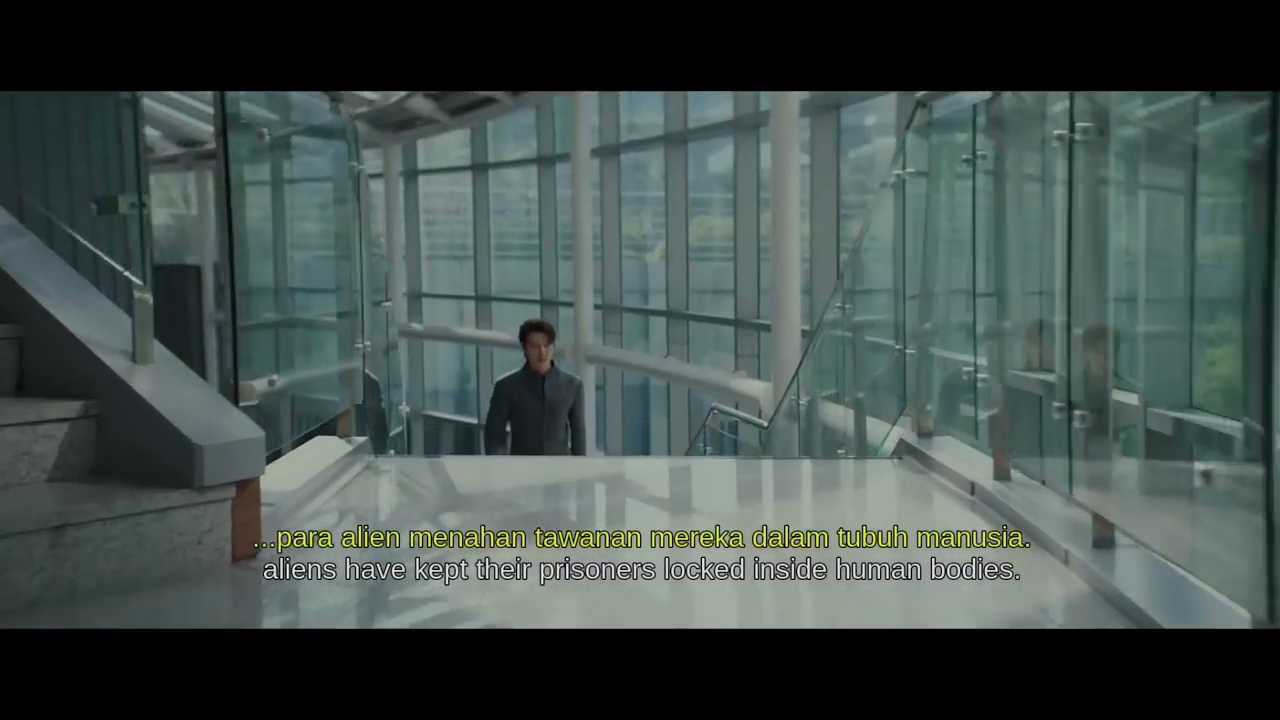 ...para alien menahan tawanan mereka dalam tubuh manusia.
aliens have kept their prisoners locked inside human bodies.